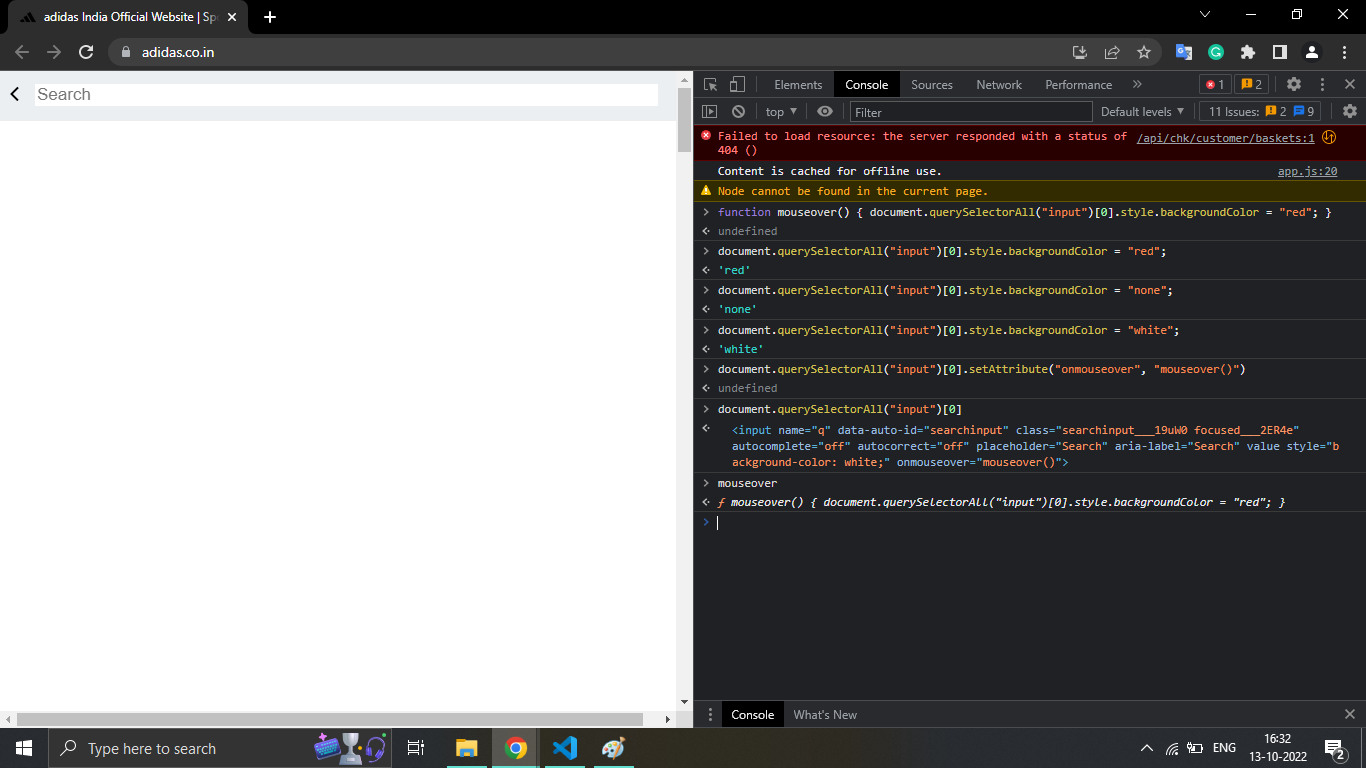 adidas India Official Website | Sp
adidas.co.in
Search
Elements Console Sources Network Performance 1 2
top Filter Default levels 11 Issues: 2 9
Failed to load resource: the server responded with a status of /api/chk/customer/baskets:1
404 ()
Content is cached for offline use. app.js:20
Node cannot be found in the current page.
function mouseover() { document.querySelectorAll("input")[0].style.backgroundColor = "red"; }
undefined
document.querySelectorAll("input")[0].style.backgroundColor = "red";
'red'
document.querySelectorAll("input")[0].style.backgroundColor = "none";
'none'
document.querySelectorAll("input")[0].style.backgroundColor = "white";
'white'
document.querySelectorAll("input")[0].setAttribute("onmouseover", "mouseover()")
undefined
document.querySelectorAll("input")[0]
<input name="q" data-auto-id="searchinput" class="searchinput___19uW0 focused___2ER4e"
autocomplete="off" autocorrect="off" placeholder="Search" aria-label="Search" value style="b
ackground-color: white;" onmouseover="mouseover()">
mouseover
ƒ mouseover() { document.querySelectorAll("input")[0].style.backgroundColor = "red"; }
Console What's New
Type here to search
ENG
16:32
13-10-2022
2